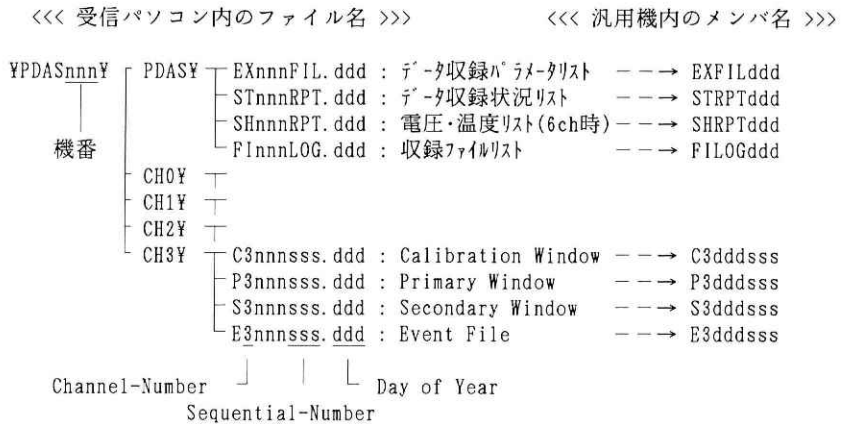 <<< 受信パソコン内のファイル名 >>> <<< 汎用機内のメンバ名 >>>
¥PDASnnn¥ PDAS¥ EXnnnFIL.ddd : ﾃﾞｰﾀ収録ﾊﾟﾗﾒｰﾀﾘｽﾄ --→ EXFILddd
STnnnRPT.ddd : ﾃﾞｰﾀ収録状況ﾘｽﾄ --→ STRPTddd
SHnnnRPT.ddd : 電圧・温度ﾘｽﾄ(6ch時) --→ SHRPTddd
機番 FInnnLOG.ddd : 収録ﾌｧｲﾙﾘｽﾄ --→ FILOGddd
CH0¥
CH1¥
CH2¥
CH3¥ C3nnnsss.ddd : Calibration Window --→ C3dddsss
P3nnnsss.ddd : Primary Window --→ P3dddsss
S3nnnsss.ddd : Secondary Window --→ S3dddsss
E3nnnsss.ddd : Event File --→ E3dddsss
Channel-Number Day of Year
Sequential-Number